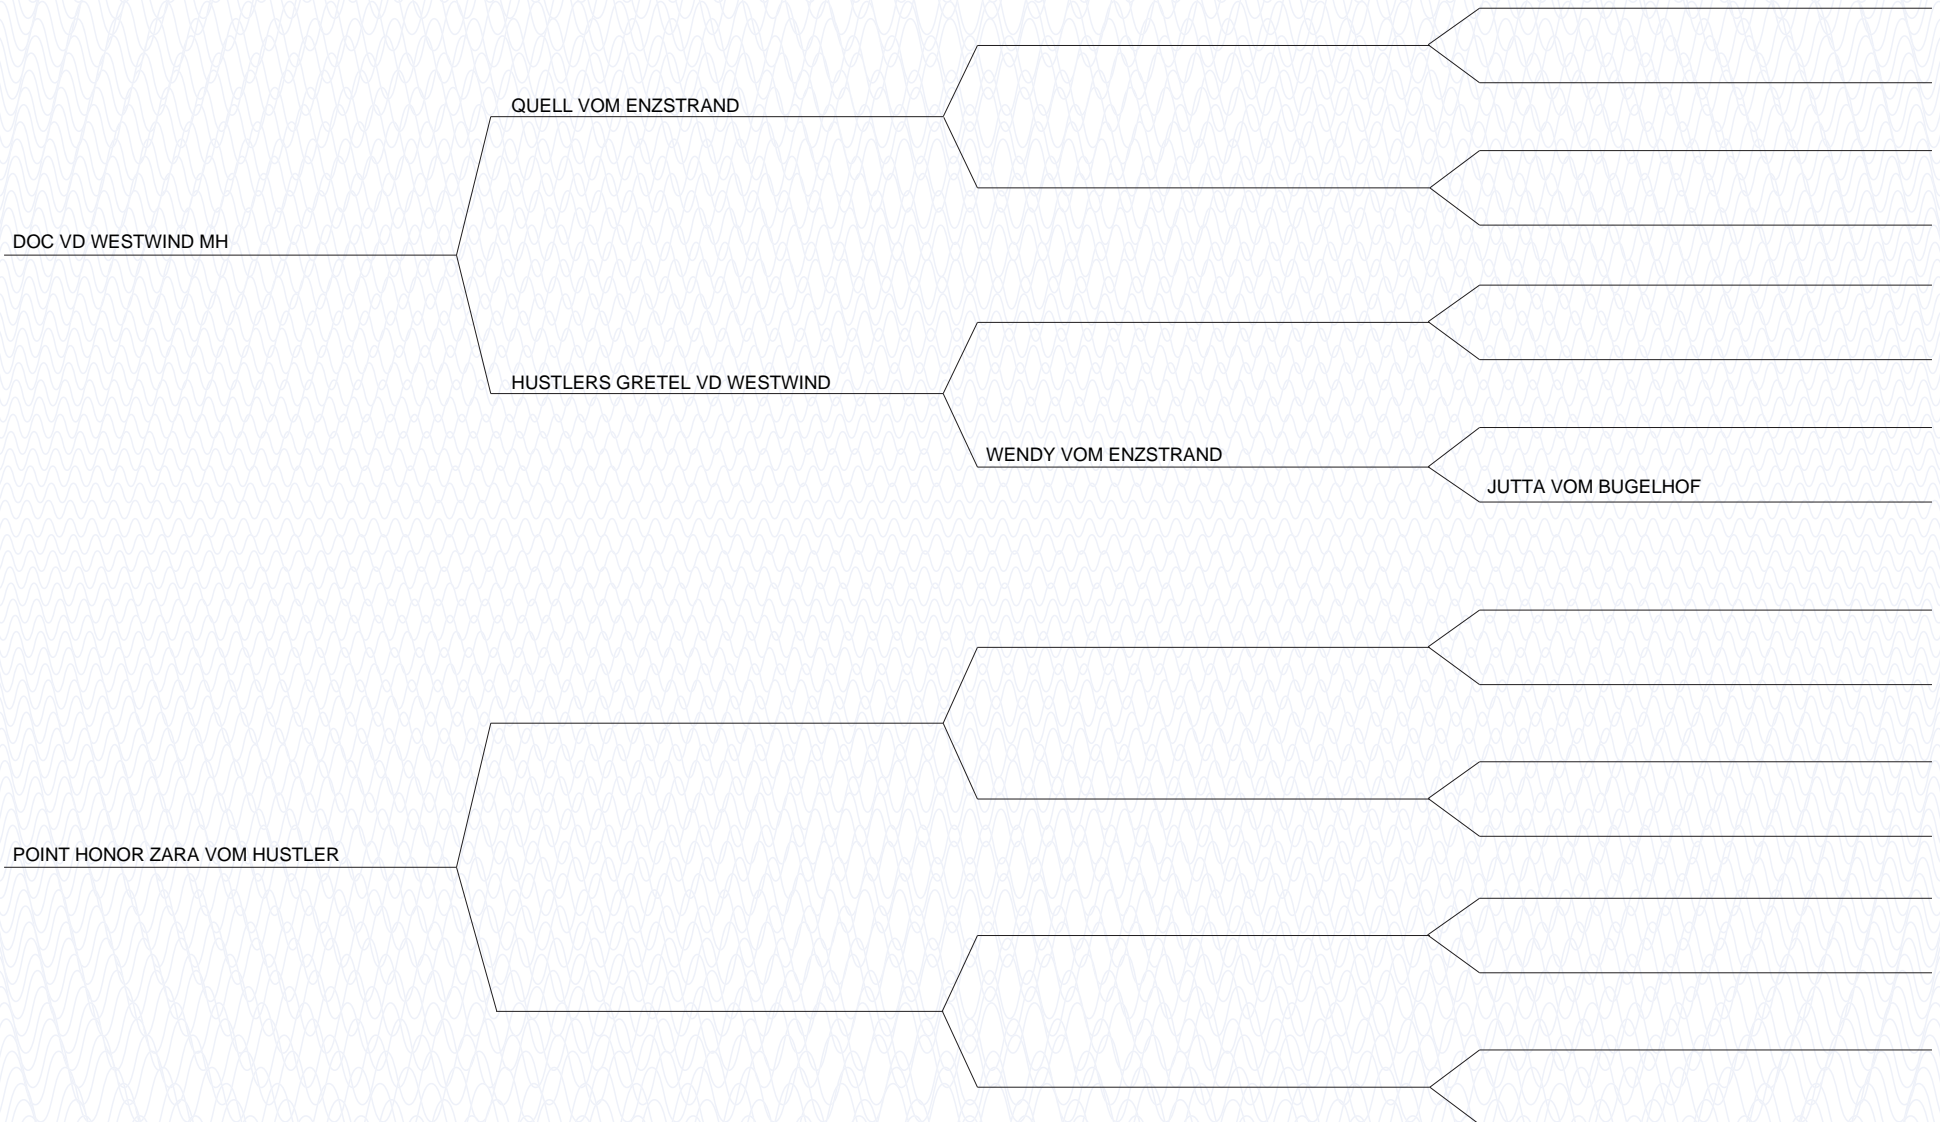 QUELL VOM ENZSTRAND
DOC VD WESTWIND MH
HUSTLERS GRETEL VD WESTWIND
WENDY VOM ENZSTRAND
JUTTA VOM BUGELHOF
POINT HONOR ZARA VOM HUSTLER